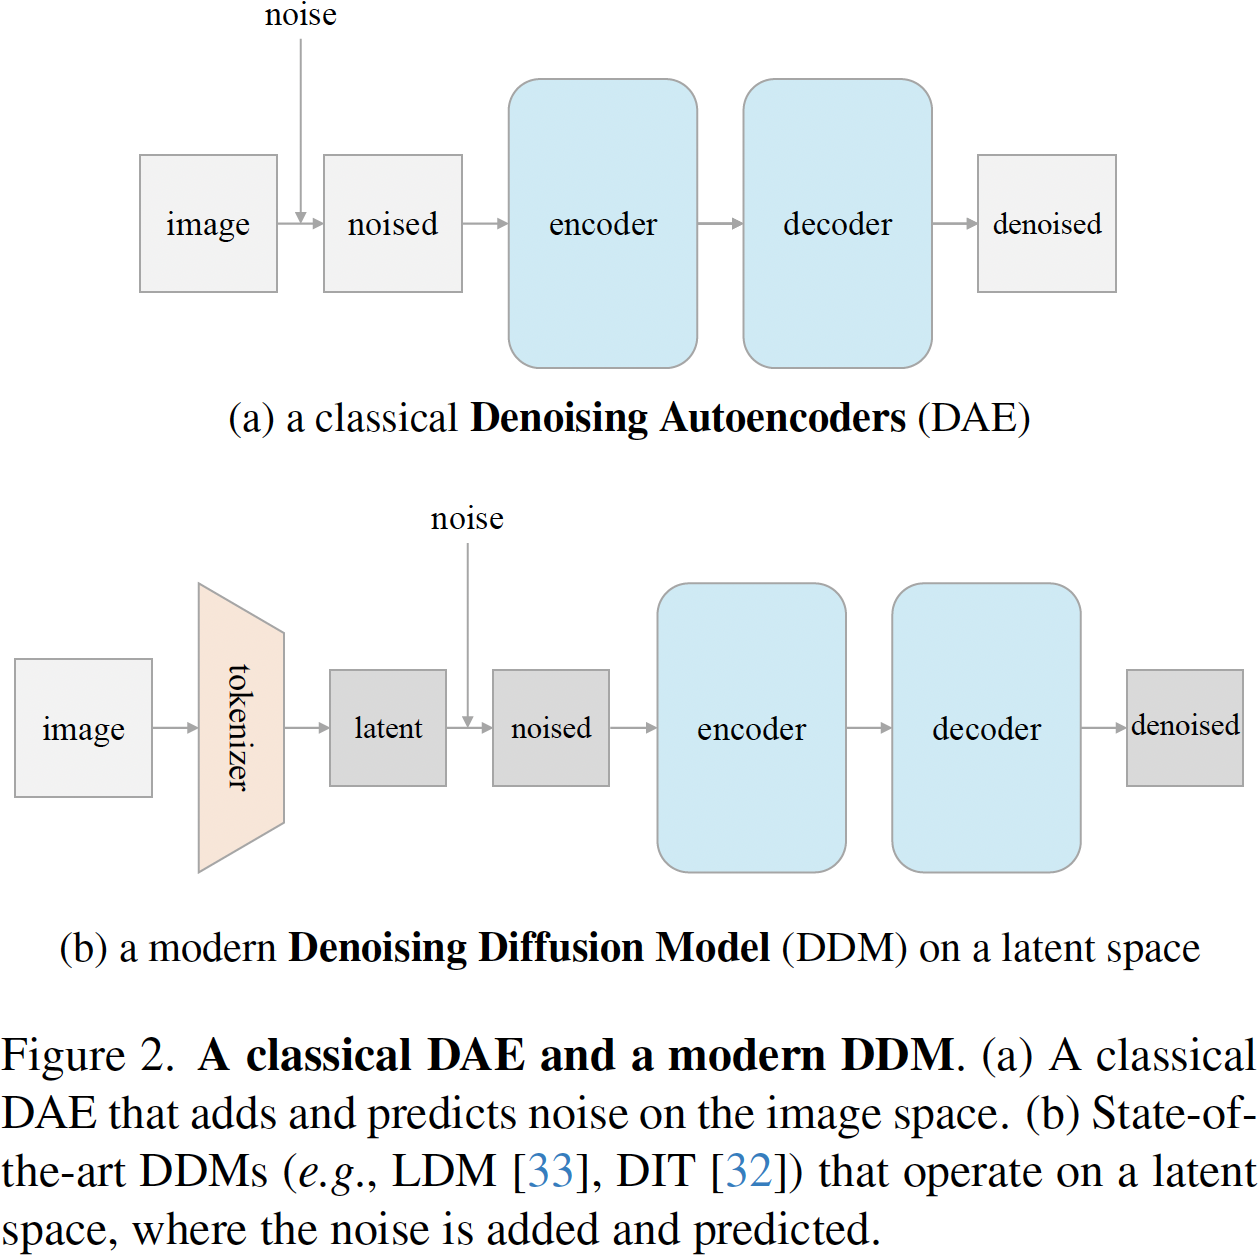 noise
image
noised
encoder
decoder
denoised
(a) a classical Denoising Autoencoders (DAE)
noise
image
tokenizer
latent
noised
encoder
decoder
denoised
(b) a modern Denoising Diffusion Model (DDM) on a latent space
Figure 2. A classical DAE and a modern DDM. (a) A classical
DAE that adds and predicts noise on the image space. (b) State-of-
the-art DDMs (e.g., LDM [33], DIT [32]) that operate on a latent
space, where the noise is added and predicted.